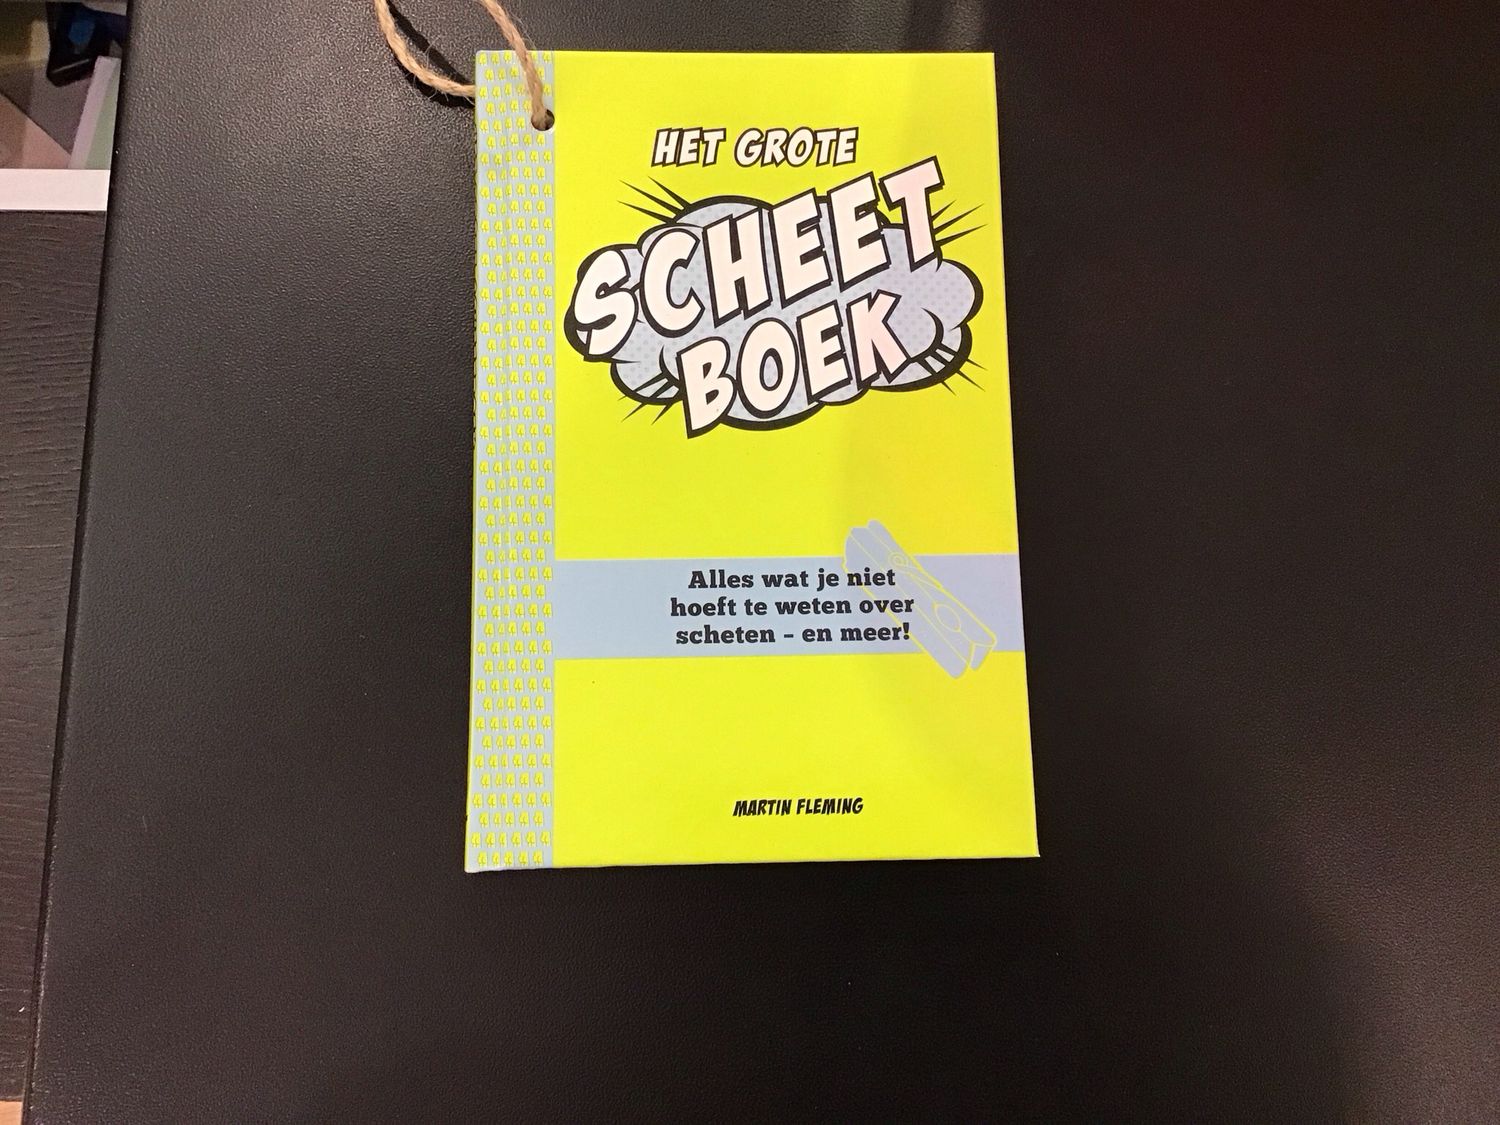 HET GROTE
SCHEET
BOEK
Alles wat je niet
hoeft te weten over
scheten – en meer!
MARTIN FLEMING